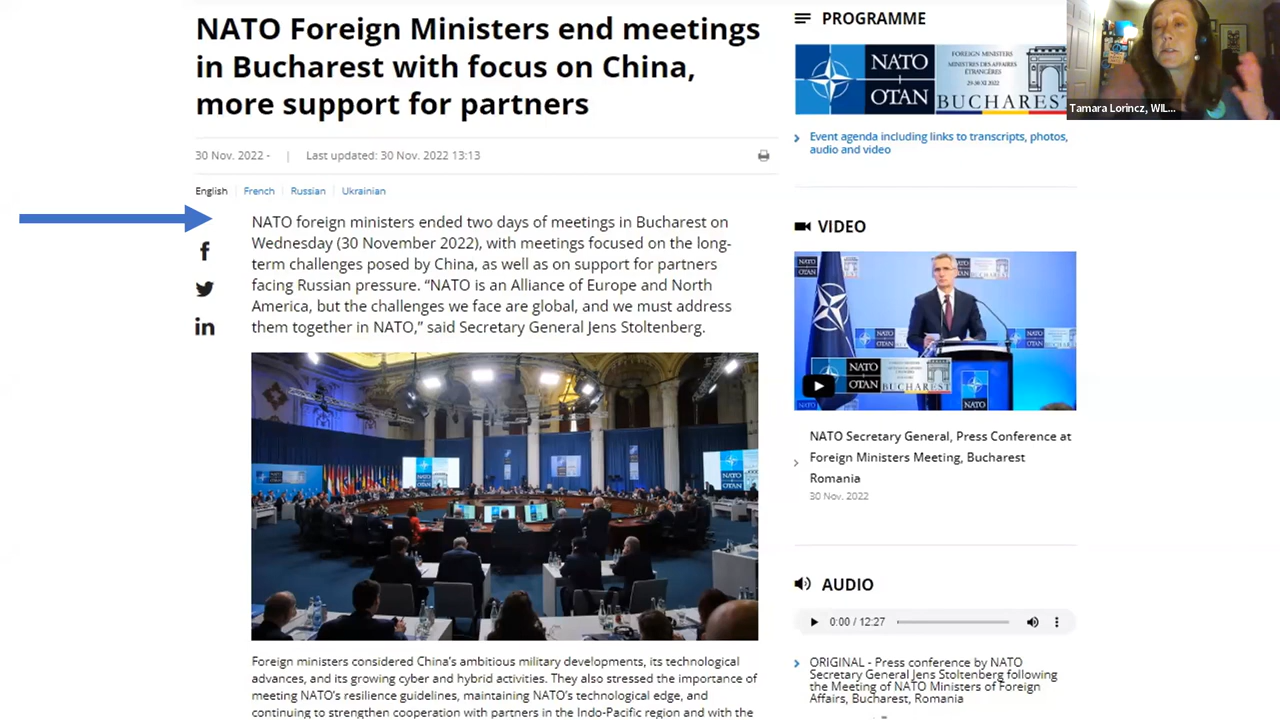 NATO Foreign Ministers end meetings
in Bucharest with focus on China,
more support for partners
30 Nov. 2022 - | Last updated: 30 Nov. 2022 13:13
English | French | Russian | Ukrainian
NATO foreign ministers ended two days of meetings in Bucharest on
Wednesday (30 November 2022), with meetings focused on the long-
term challenges posed by China, as well as on support for partners
facing Russian pressure. “NATO is an Alliance of Europe and North
America, but the challenges we face are global, and we must address
them together in NATO,” said Secretary General Jens Stoltenberg.
Foreign ministers considered China’s ambitious military developments, its technological
advances, and its growing cyber and hybrid activities. They also stressed the importance of
meeting NATO’s resilience guidelines, maintaining NATO’s technological edge, and
continuing to strengthen cooperation with partners in the Indo-Pacific region and with the
PROGRAMME
NATO
OTAN
FOREIGN MINISTERS
MINISTRES DES AFFAIRES
ÉTRANGÈRES
29-30 XI 2022
BUCHAREST
Event agenda including links to transcripts, photos,
audio and video
VIDEO
NATO
OTAN
BUCHAREST
NATO
NATO Secretary General, Press Conference at
Foreign Ministers Meeting, Bucharest
Romania
30 Nov. 2022
AUDIO
0:00 / 12:27
ORIGINAL - Press conference by NATO
Secretary General Jens Stoltenberg following
the Meeting of NATO Ministers of Foreign
Affairs, Bucharest, Romania
Tamara Lorincz, WIL...